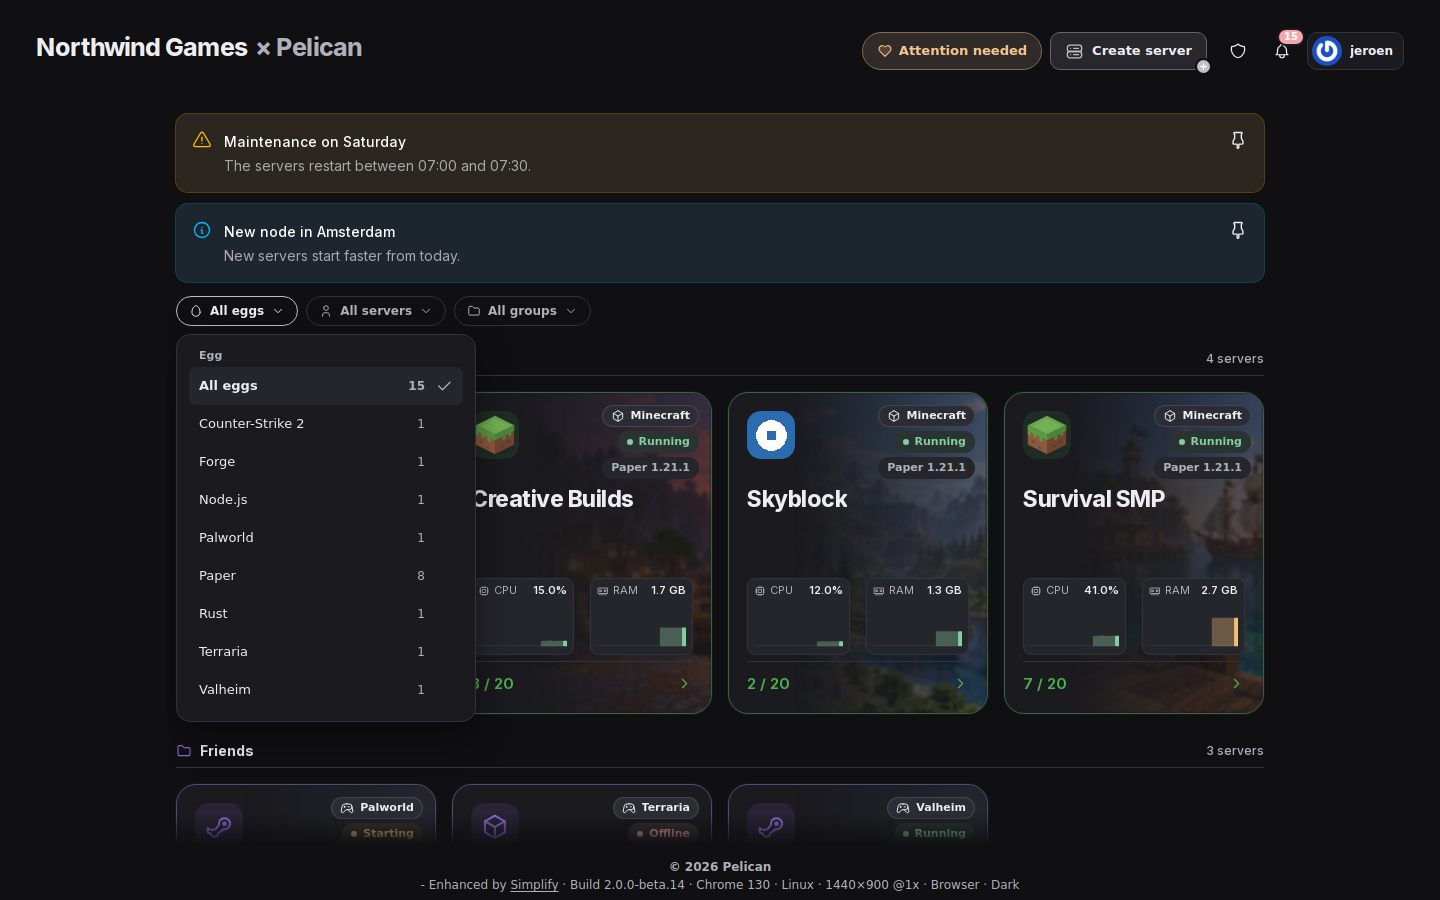 Northwind Games × Pelican
Attention needed
Create server
15
jeroen
Maintenance on Saturday
The servers restart between 07:00 and 07:30.
New node in Amsterdam
New servers start faster from today.
All eggs
All servers
All groups
Egg
All eggs 15
Counter-Strike 2 1
Forge 1
Node.js 1
Palworld 1
Paper 8
Rust 1
Terraria 1
Valheim 1
4 servers
Minecraft
Running
Paper 1.21.1
Creative Builds
CPU 15.0%
RAM 1.7 GB
/ 20
Minecraft
Running
Paper 1.21.1
Skyblock
CPU 12.0%
RAM 1.3 GB
2 / 20
Minecraft
Running
Paper 1.21.1
Survival SMP
CPU 41.0%
RAM 2.7 GB
7 / 20
Friends
3 servers
Palworld
Starting
Terraria
Offline
Valheim
Running
© 2026 Pelican
- Enhanced by Simplify · Build 2.0.0-beta.14 · Chrome 130 · Linux · 1440×900 @1x · Browser · Dark